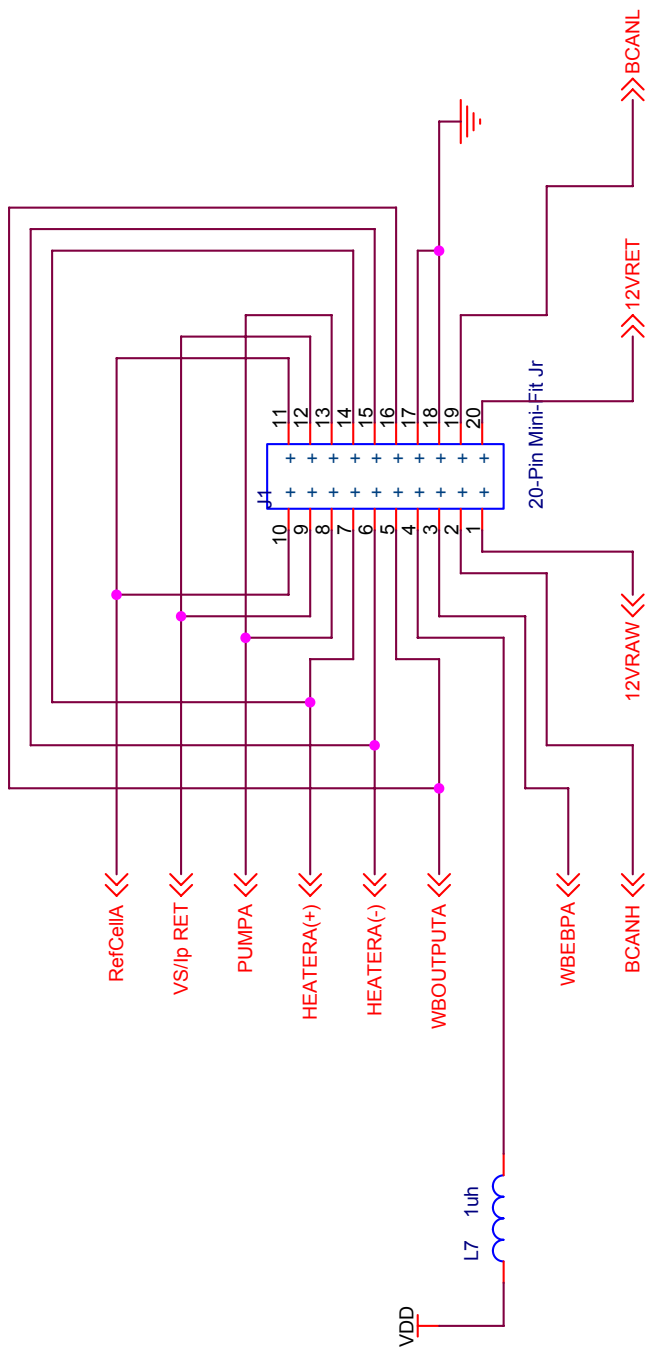 RefCellA
VS/Ip RET
PUMPA
HEATERA(+)
HEATERA(-)
WBOUTPUTA
WBEBPA
BCANH
12VRAW
12VRET
BCANL
J1
20-Pin Mini-Fit Jr
10
9
8
7
6
5
4
3
2
1
11
12
13
14
15
16
17
18
19
20
L7 1uh
VDD